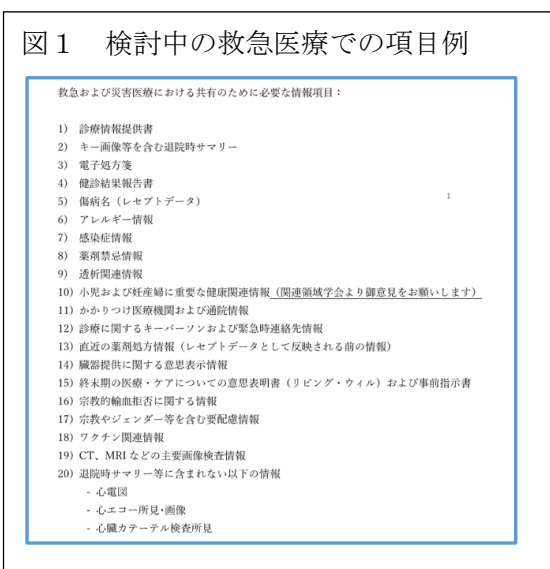 図１　検討中の救急医療での項目例
救急および災害医療における共有のために必要な情報項目：
1) 診療情報提供書
2) キー画像等を含む退院時サマリー
3) 電子処方箋
4) 健診結果報告書
5) 傷病名（レセプトデータ）
6) アレルギー情報
7) 感染症情報
8) 薬剤禁忌情報
9) 透析関連情報
10) 小児および妊産婦に重要な健康関連情報（関連領域学会より御意見をお願いします）
11) かかりつけ医療機関および通院情報
12) 診療に関するキーパーソンおよび緊急時連絡先情報
13) 直近の薬剤処方情報（レセプトデータとして反映される前の情報）
14) 臓器提供に関する意思表示情報
15) 終末期の医療・ケアについての意思表明書（リビング・ウィル）および事前指示書
16) 宗教的輸血拒否に関する情報
17) 宗教やジェンダー等を含む要配慮情報
18) ワクチン関連情報
19) CT、MRI などの主要画像検査情報
20) 退院時サマリー等に含まれない以下の情報
- 心電図
- 心エコー所見・画像
- 心臓カテーテル検査所見